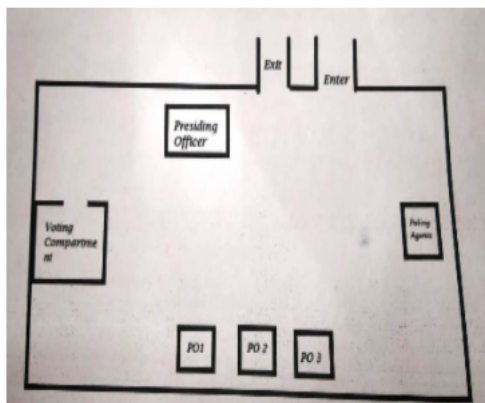 Exit
Enter
Presiding
Officer
Voting
Compartme
nt
Polling
Agents
PO1
PO 2
PO 3